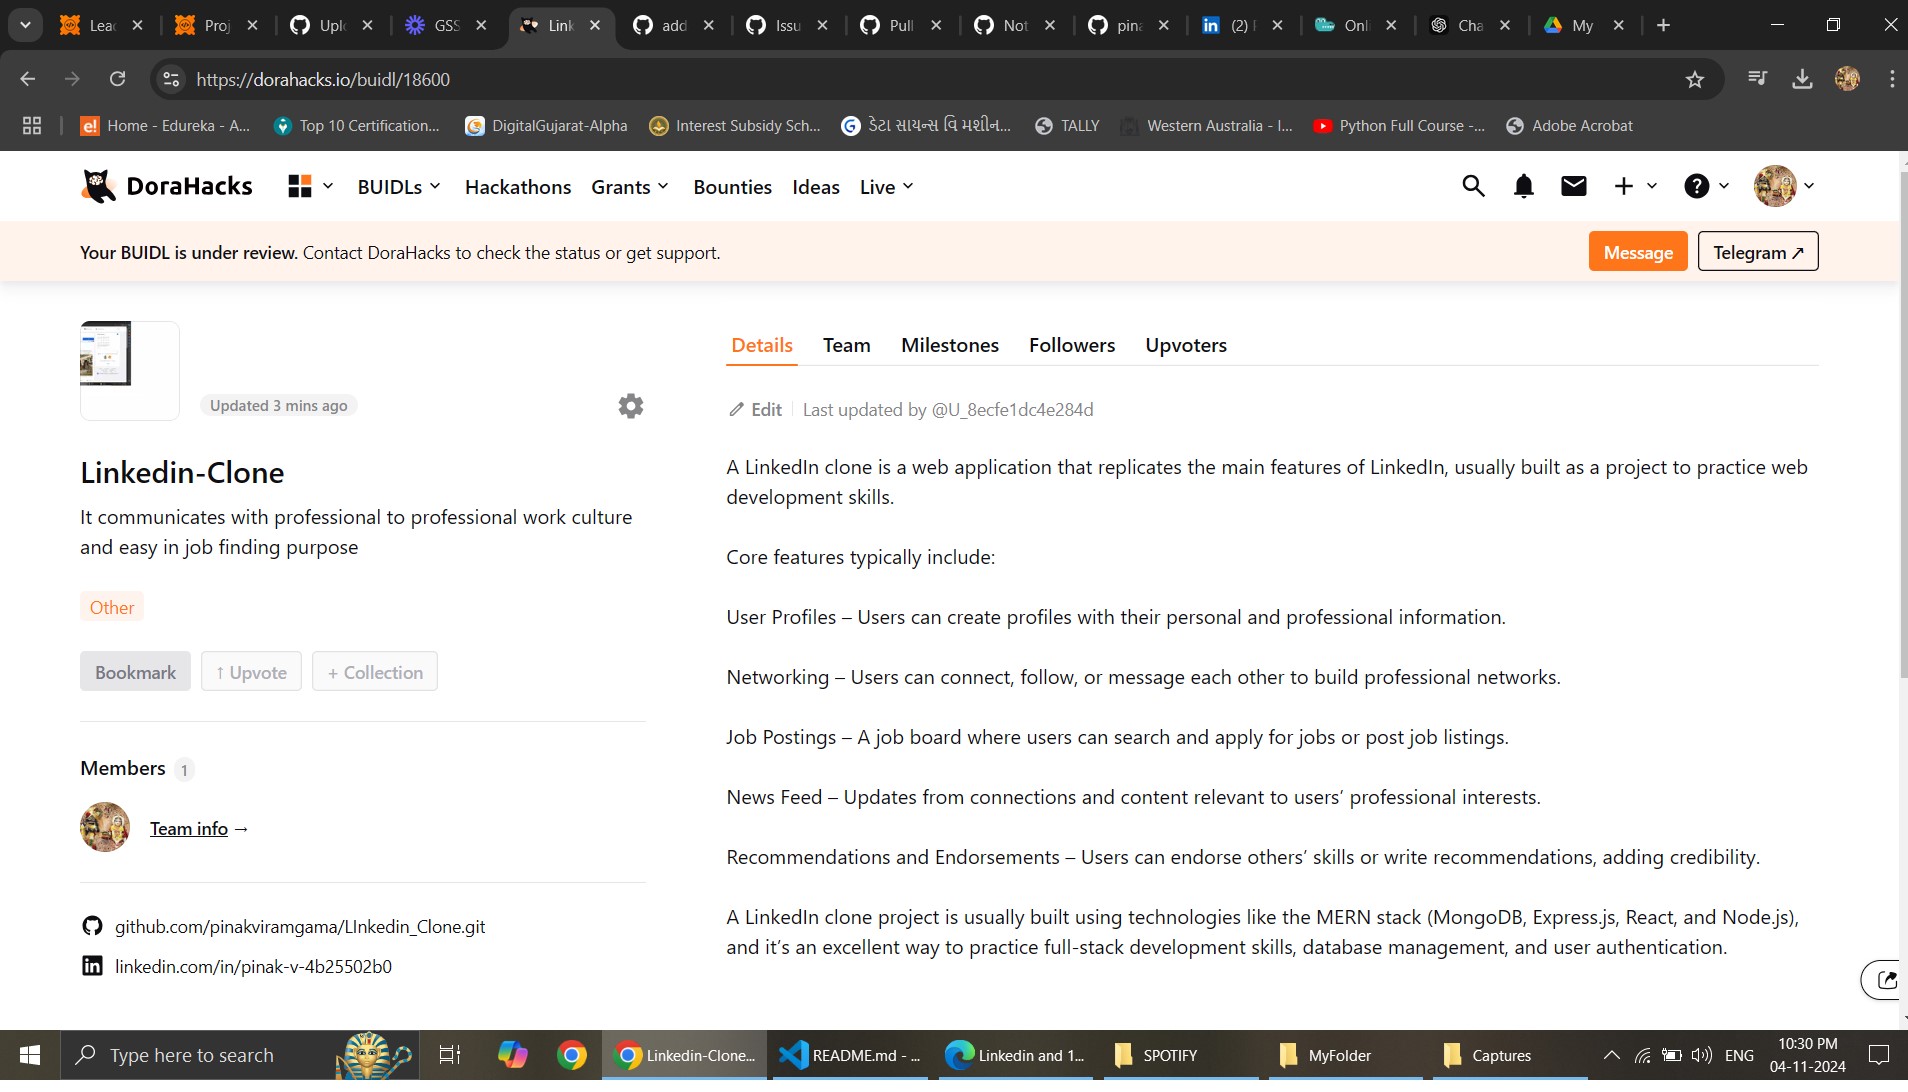 Lea
Proj
Uplo
GSS
Link
add
Issu
Pull
Not
pina
(2) F
Onli
Cha
My
https://dorahacks.io/buidl/18600
Home - Edureka - A...
Top 10 Certification...
DigitalGujarat-Alpha
Interest Subsidy Sch...
ડેટા સાયન્સ વિ મશીન...
TALLY
Western Australia - I...
Python Full Course -...
Adobe Acrobat
DoraHacks
BUIDLs
Hackathons
Grants
Bounties
Ideas
Live
Your BUIDL is under review. Contact DoraHacks to check the status or get support.
Message
Telegram ↗
Updated 3 mins ago
Linkedin-Clone
It communicates with professional to professional work culture
and easy in job finding purpose
Other
Bookmark
↑ Upvote
+ Collection
Members 1
Team info →
github.com/pinakviramgama/LInkedin_Clone.git
linkedin.com/in/pinak-v-4b25502b0
Details
Team
Milestones
Followers
Upvoters
Edit
Last updated by @U_8ecfe1dc4e284d
A LinkedIn clone is a web application that replicates the main features of LinkedIn, usually built as a project to practice web
development skills.
Core features typically include:
User Profiles – Users can create profiles with their personal and professional information.
Networking – Users can connect, follow, or message each other to build professional networks.
Job Postings – A job board where users can search and apply for jobs or post job listings.
News Feed – Updates from connections and content relevant to users’ professional interests.
Recommendations and Endorsements – Users can endorse others’ skills or write recommendations, adding credibility.
A LinkedIn clone project is usually built using technologies like the MERN stack (MongoDB, Express.js, React, and Node.js),
and it’s an excellent way to practice full-stack development skills, database management, and user authentication.
Type here to search
Linkedin-Clone...
README.md - ...
Linkedin and 1...
SPOTIFY
MyFolder
Captures
ENG
10:30 PM
04-11-2024